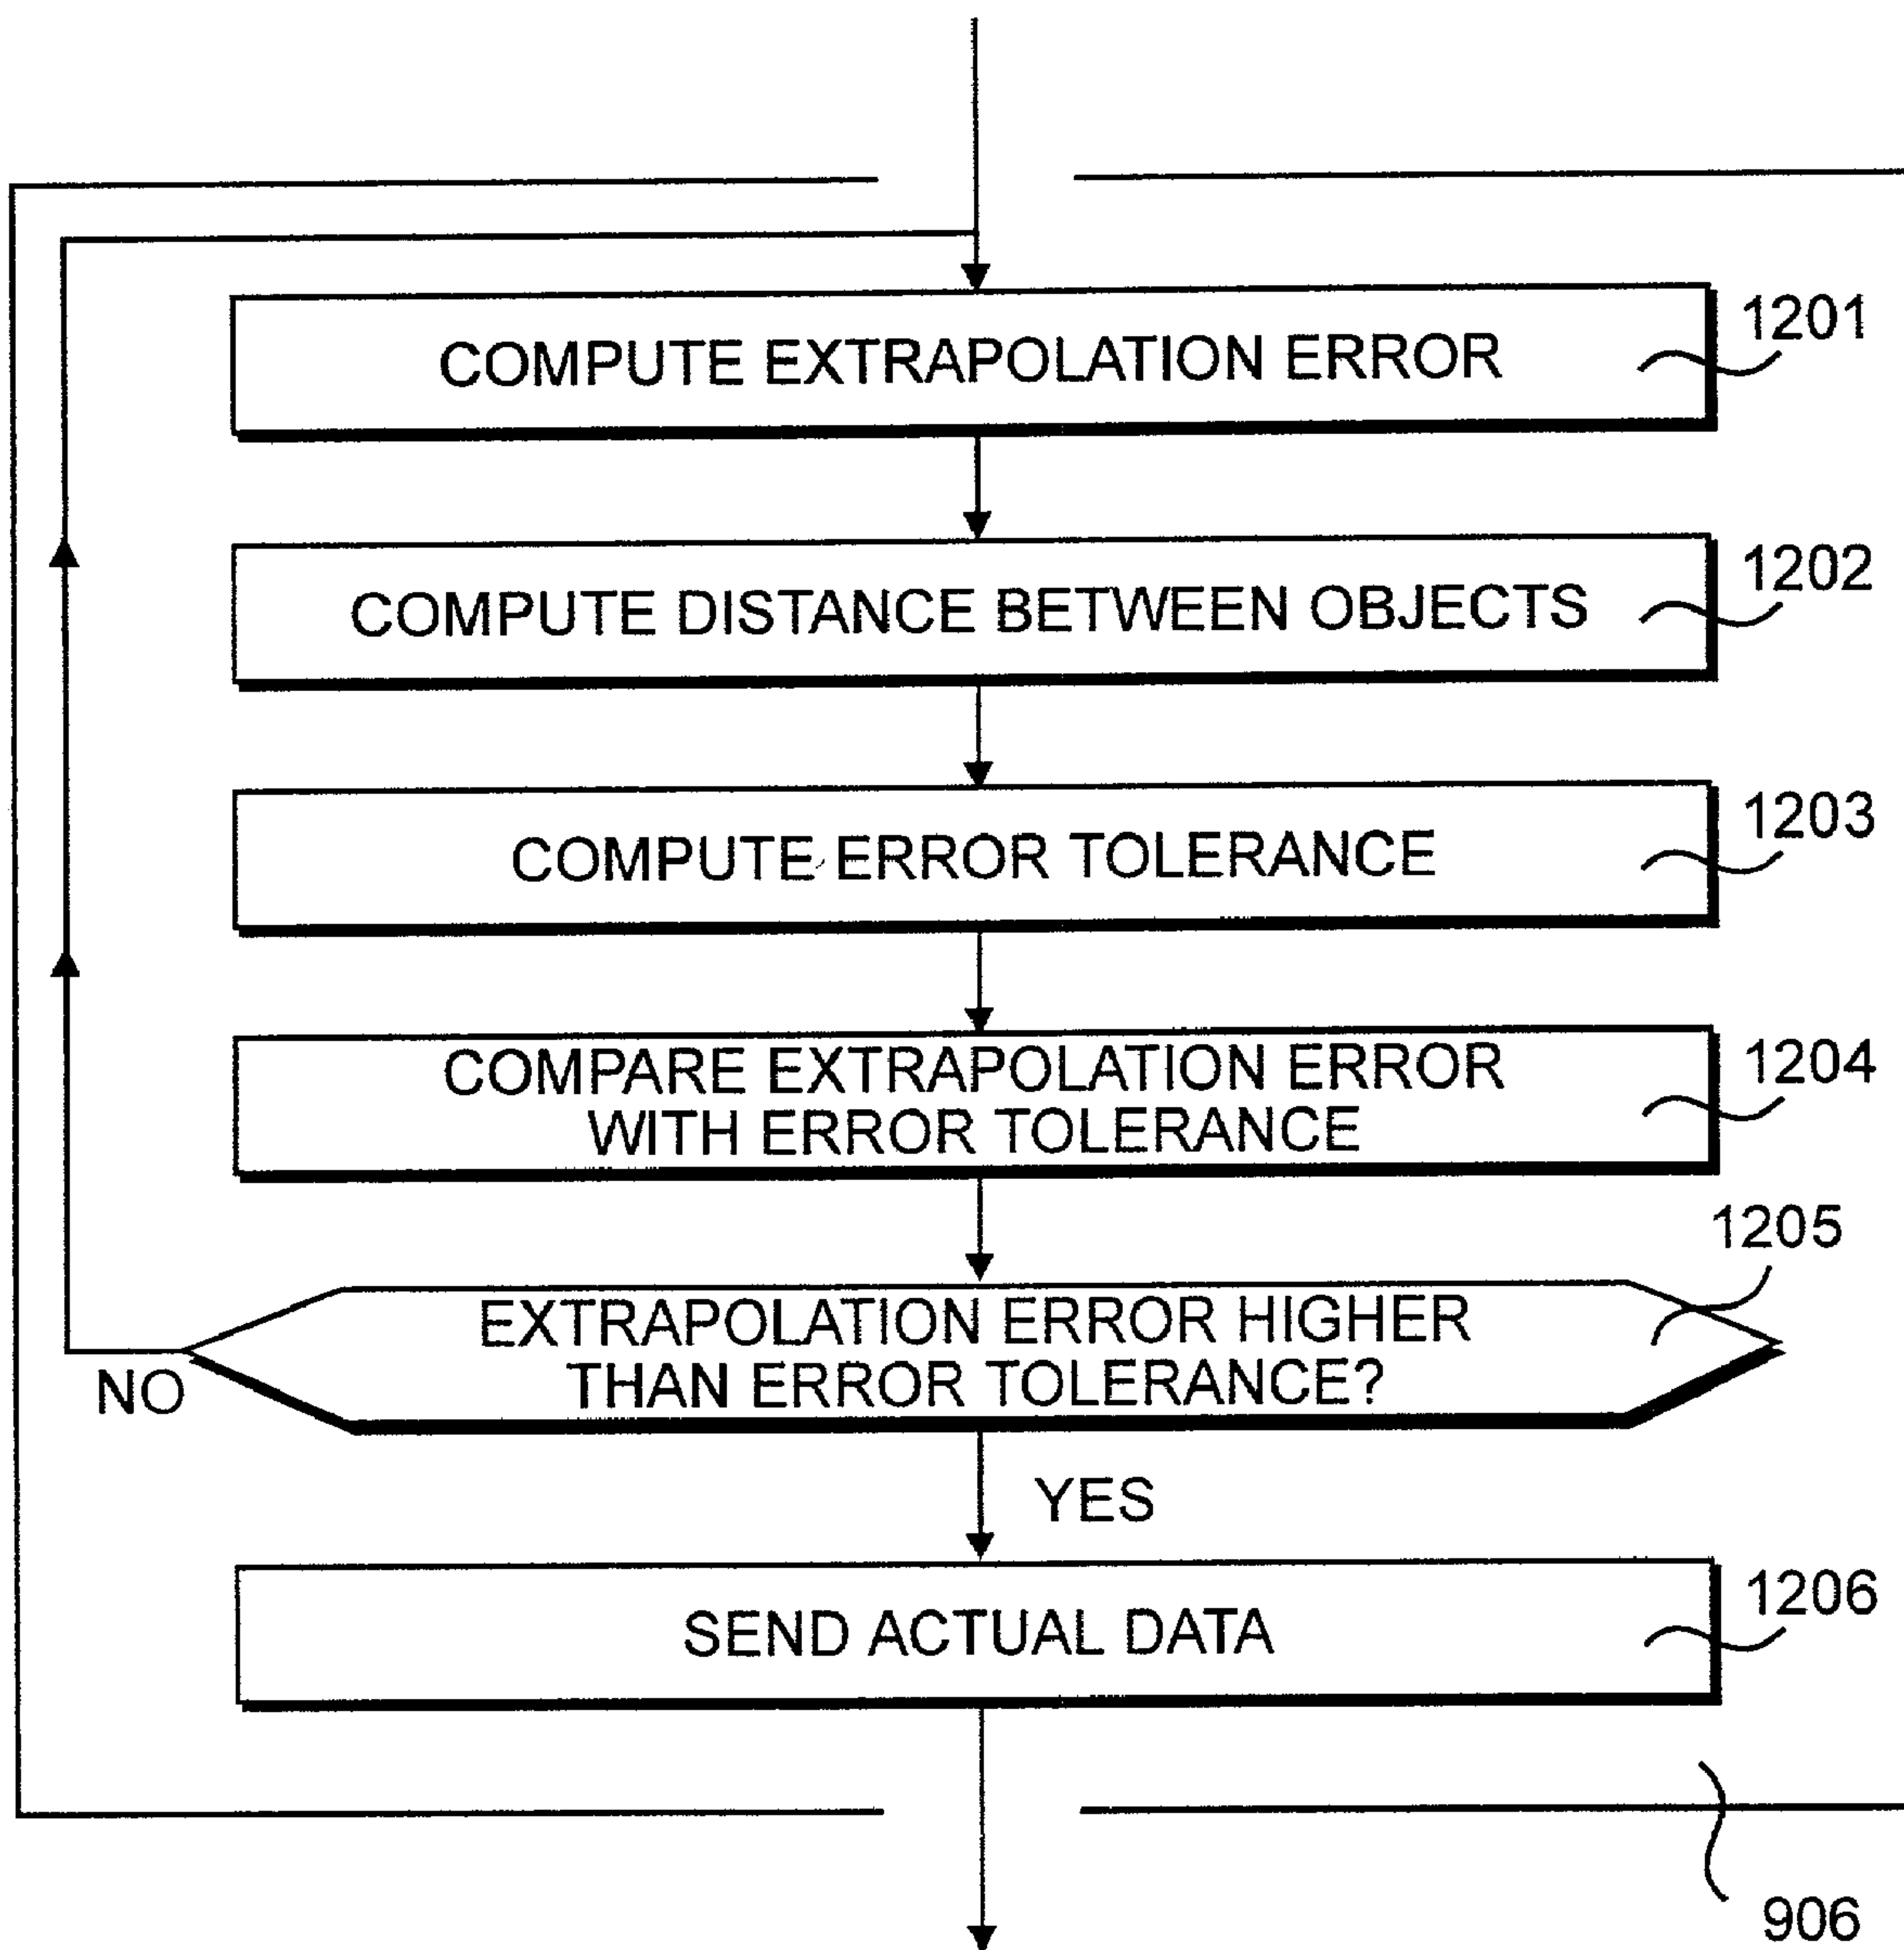 COMPUTE EXTRAPOLATION ERROR
1201
COMPUTE DISTANCE BETWEEN OBJECTS
1202
COMPUTE ERROR TOLERANCE
1203
COMPARE EXTRAPOLATION ERROR
WITH ERROR TOLERANCE
1204
1205
EXTRAPOLATION ERROR HIGHER
THAN ERROR TOLERANCE?
NO
YES
SEND ACTUAL DATA
1206
906